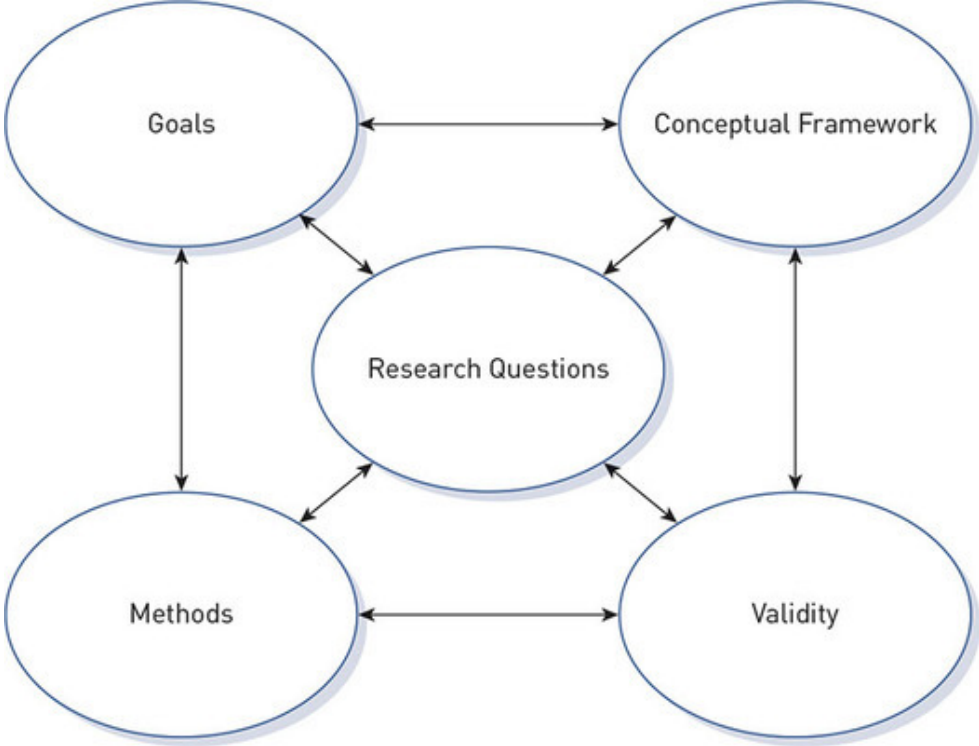 Goals
Conceptual Framework
Research Questions
Methods
Validity